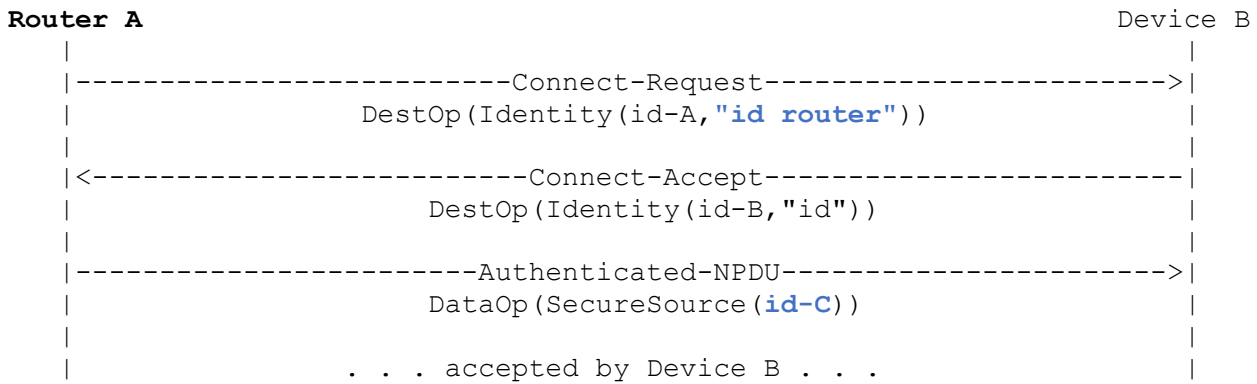 Router A Device B
| |
|--------------------------Connect-Request------------------------>|
| DestOp(Identity(id-A,"id router")) |
| |
|<---------------------------Connect-Accept-------------------------|
| DestOp(Identity(id-B,"id")) |
| |
|------------------------Authenticated-NPDU----------------------->|
| DataOp(SecureSource(id-C)) |
| |
| . . . accepted by Device B . . . |